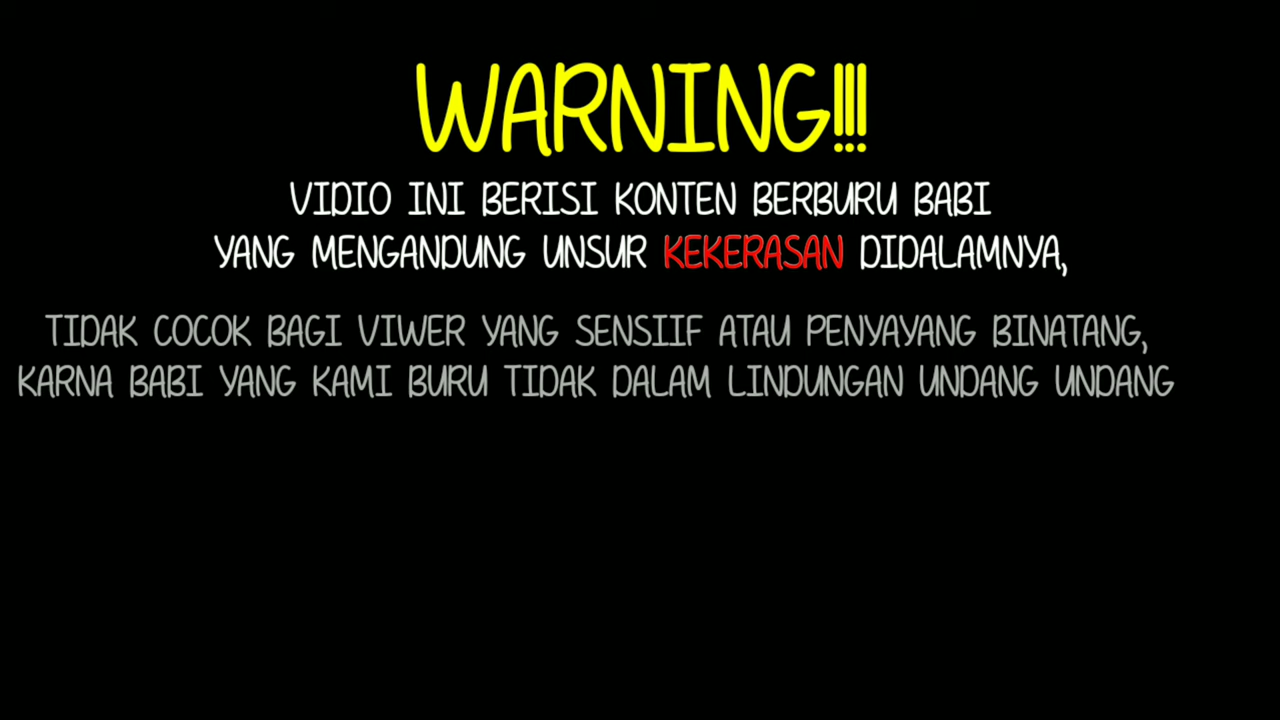 WARNING!!!
VIDIO INI BERISI KONTEN BERBURU BABI
YANG MENGANDUNG UNSUR KEKERASAN DIDALAMNYA,
TIDAK COCOK BAGI VIWER YANG SENSIIF ATAU PENYAYANG BINATANG,
KARNA BABI YANG KAMI BURU TIDAK DALAM LINDUNGAN UNDANG UNDANG